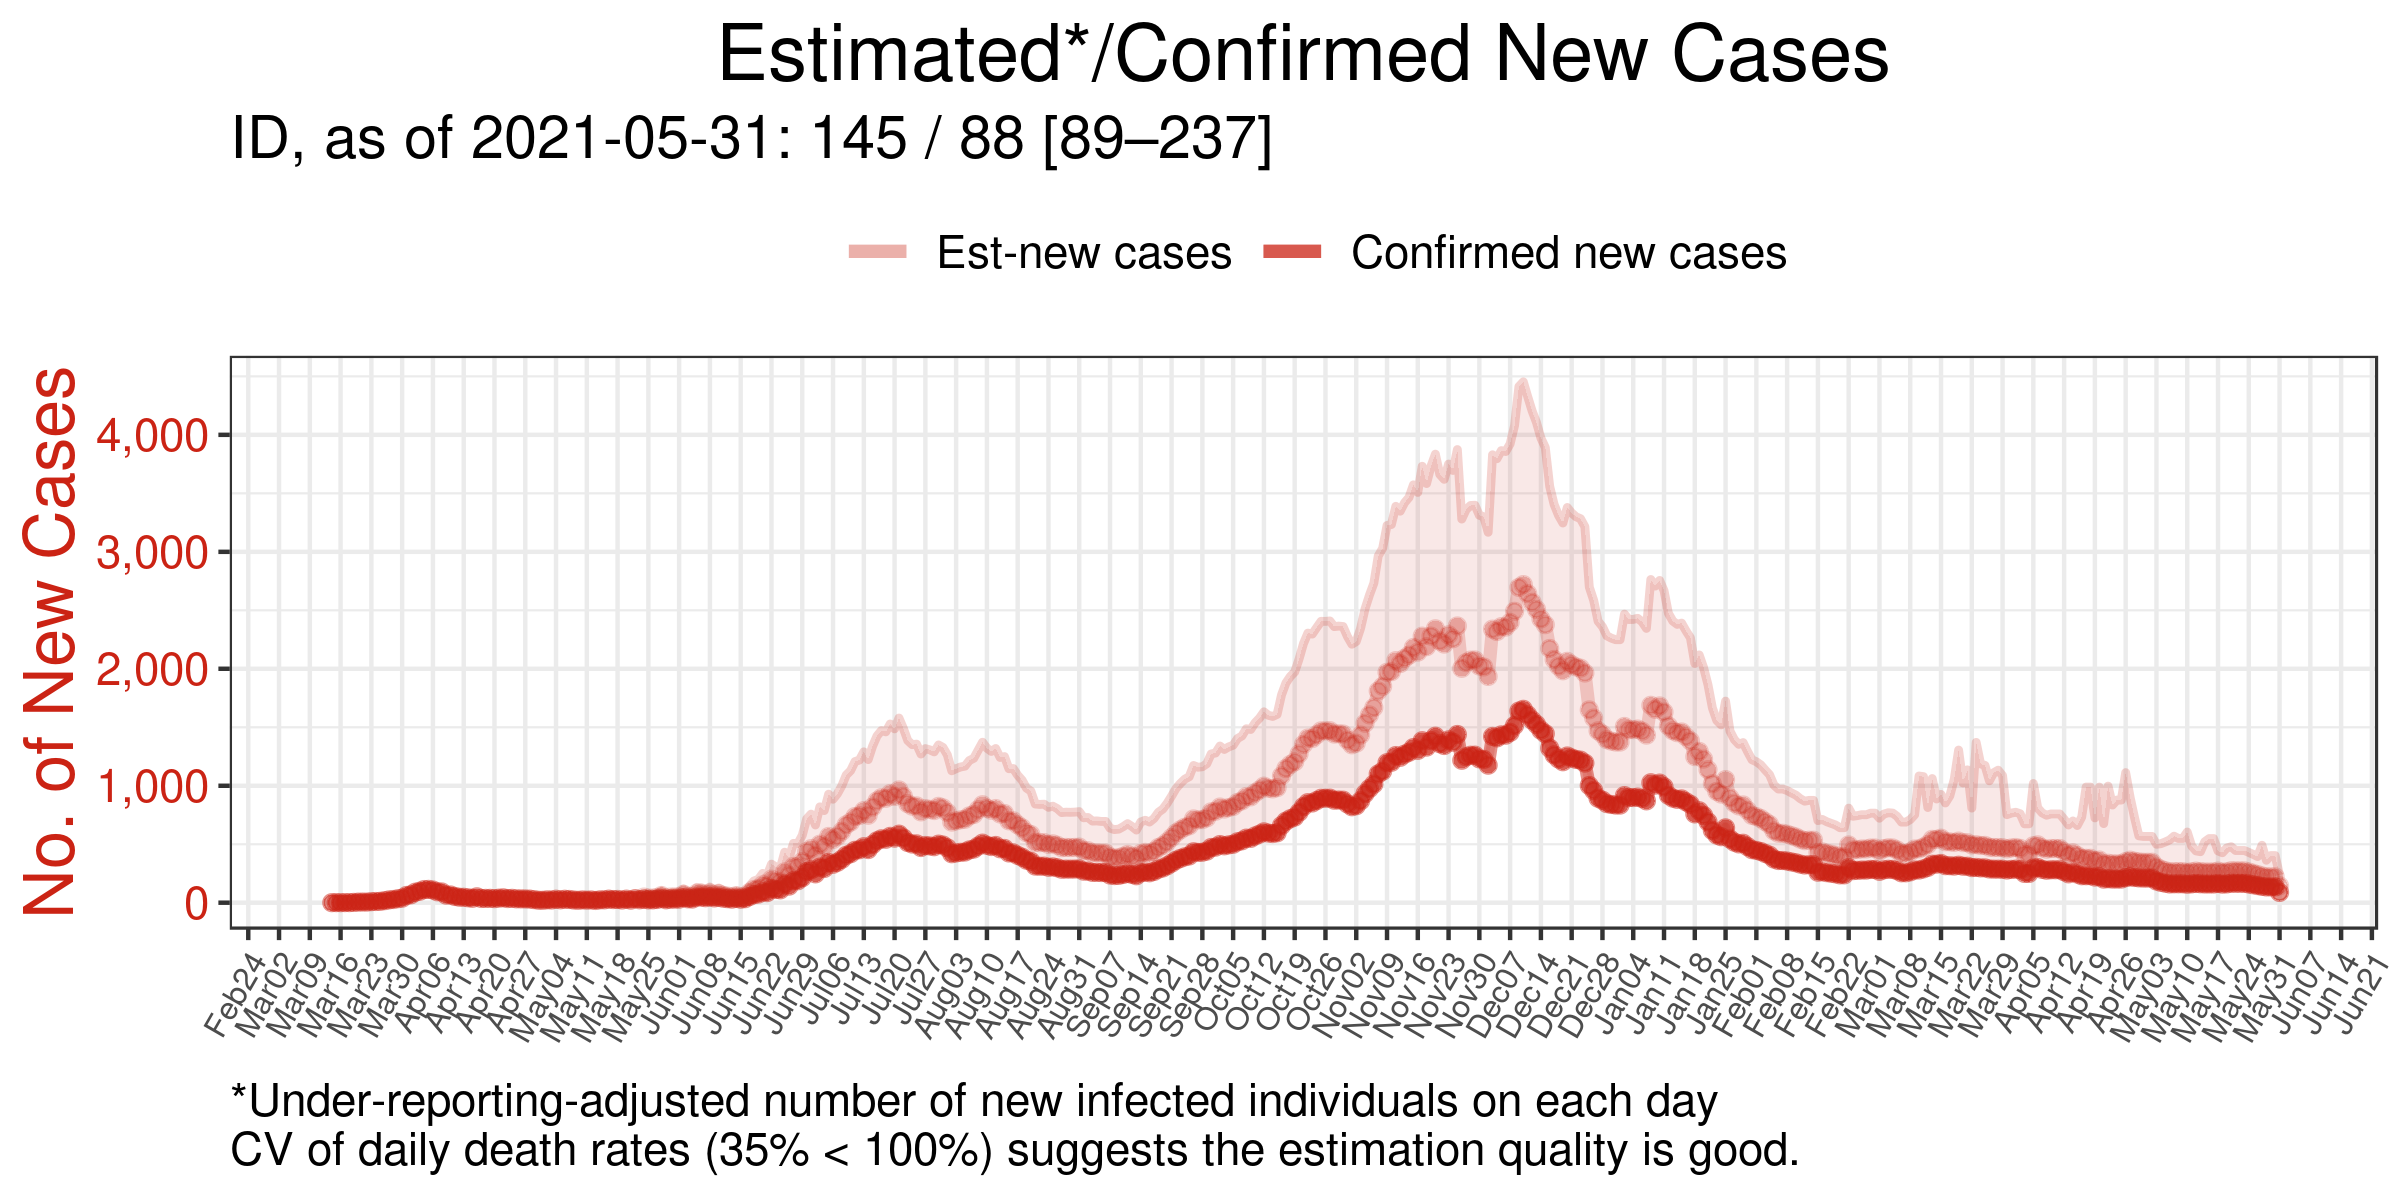 Estimated*/Confirmed New Cases
ID, as of 2021-05-31: 145 / 88 [89–237]
Est-new cases Confirmed new cases
No. of New Cases
4,000
3,000
2,000
1,000
0
Feb24 Mar02 Mar09 Mar16 Mar23 Mar30 Apr06 Apr13 Apr20 Apr27 May04 May11 May18 May25 Jun01 Jun08 Jun15 Jun22 Jun29 Jul06 Jul13 Jul20 Jul27 Aug03 Aug10 Aug17 Aug24 Aug31 Sep07 Sep14 Sep21 Sep28 Oct05 Oct12 Oct19 Oct26 Nov02 Nov09 Nov16 Nov23 Nov30 Dec07 Dec14 Dec21 Dec28 Jan04 Jan11 Jan18 Jan25 Feb01 Feb08 Feb15 Feb22 Mar01 Mar08 Mar15 Mar22 Mar29 Apr05 Apr12 Apr19 Apr26 May03 May10 May17 May24 May31 Jun07 Jun14 Jun21
*Under-reporting-adjusted number of new infected individuals on each day
CV of daily death rates (35% < 100%) suggests the estimation quality is good.